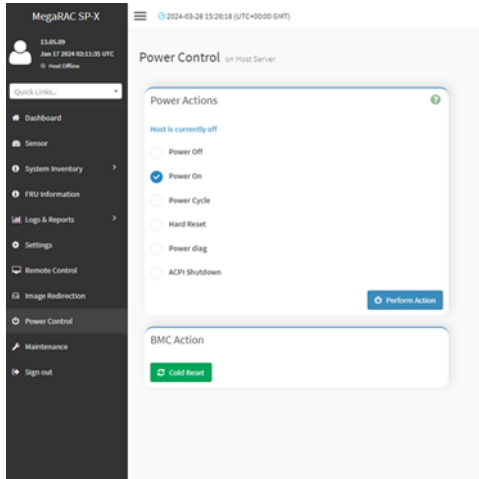 MegaRAC SP-X
2024-03-28 15:26:18 (UTC+00:00 GMT)
13.05.09
Jan 17 2024 02:11:35 UTC
Host Offline
Quick Links...
Dashboard
Sensor
System Inventory
FRU Information
Logs & Reports
Settings
Remote Control
Image Redirection
Power Control
Maintenance
Sign out
Power Control on Host Server
Power Actions
Host is currently off
Power Off
Power On
Power Cycle
Hard Reset
Power diag
ACPI Shutdown
Perform Action
BMC Action
Cold Reset